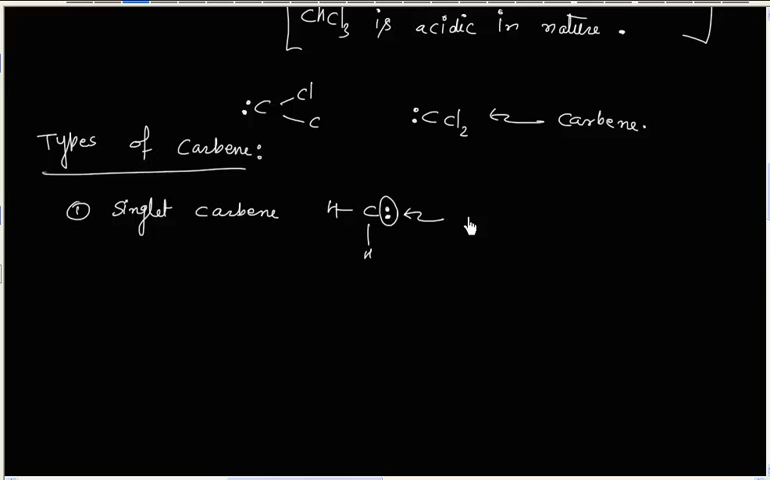 CHCl3 is acidic in nature.
:C Cl C
:CCl2 ← Carbene.
Types of Carbene:
① Singlet carbene H–C: ←
H